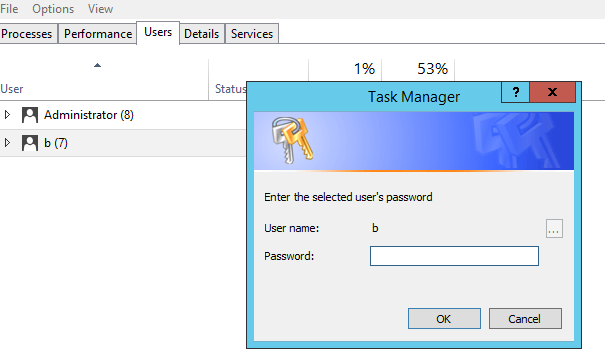 File Options View
Processes Performance Users Details Services
1% 53%
User Status
Administrator (8)
b (7)
Task Manager ? x
Enter the selected user's password
User name: b ...
Password:
OK Cancel